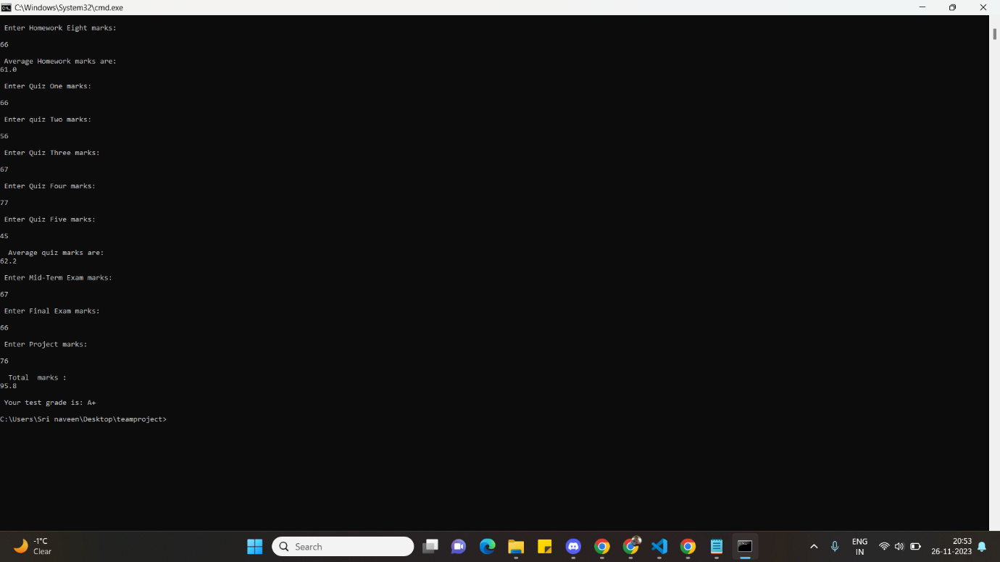 C:\Windows\System32\cmd.exe
Enter Homework Eight marks:
66
Average Homework marks are:
61.0
Enter Quiz One marks:
66
Enter quiz Two marks:
56
Enter Quiz Three marks:
67
Enter Quiz Four marks:
77
Enter Quiz Five marks:
45
Average quiz marks are:
62.2
Enter Mid-Term Exam marks:
67
Enter Final Exam marks:
66
Enter Project marks:
76
Total  marks :
95.8
Your test grade is: A+
C:\Users\Sri naveen\Desktop\teamproject>
-1°C
Clear
Search
ENG
IN
20:53
26-11-2023